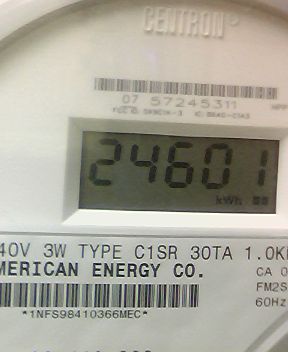 CENTRON®
07 57245311
24601
kWh
40V 3W TYPE C1SR 30TA 1.0K
MERICAN ENERGY CO.
CA 0
FM2S
60Hz
*1NFS98410366MEC*